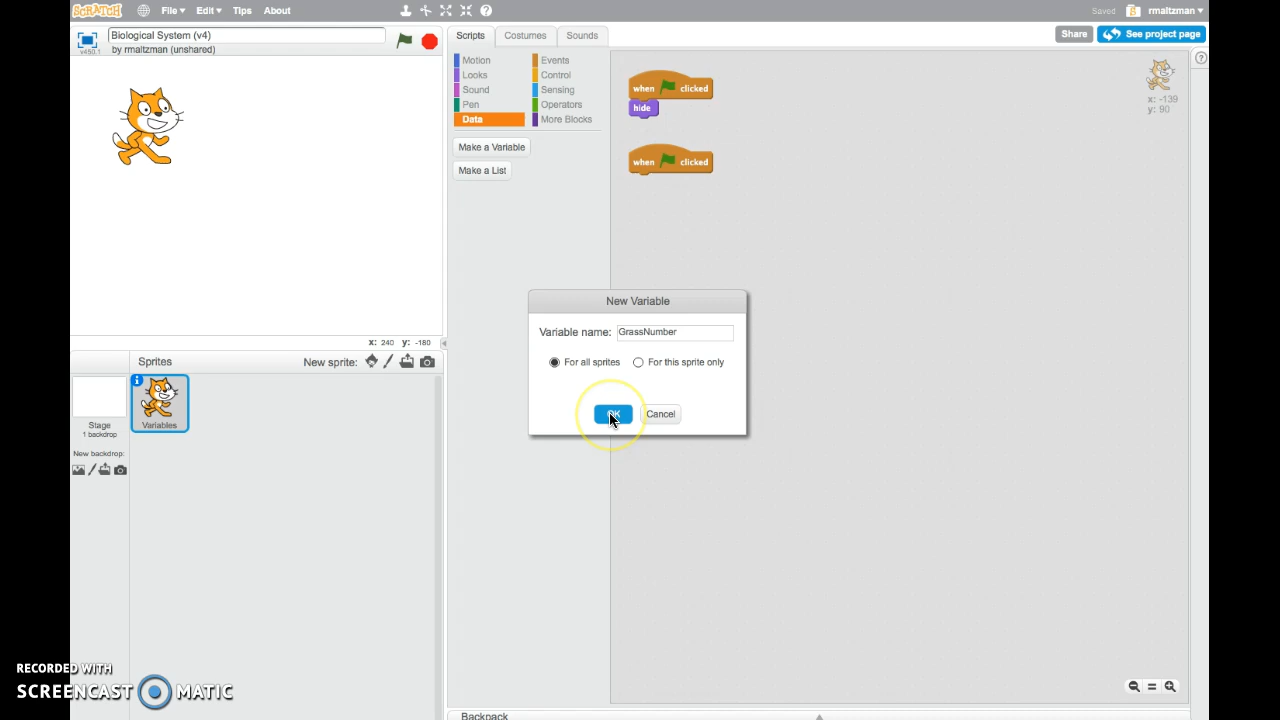 SCRATCH File Edit Tips About Saved rmaltzman
Biological System (v4)
by rmaltzman (unshared)
v450.1
Scripts Costumes Sounds
Share See project page
Motion Events
Looks Control
Sound Sensing
Pen Operators
Data More Blocks
Make a Variable
Make a List
when clicked
hide
when clicked
x: -139
y: 90
New Variable
Variable name: GrassNumber
For all sprites For this sprite only
OK Cancel
x: 240 y: -180
Sprites New sprite:
Stage
1 backdrop
New backdrop:
Variables
Backpack
RECORDED WITH
SCREENCAST MATIC